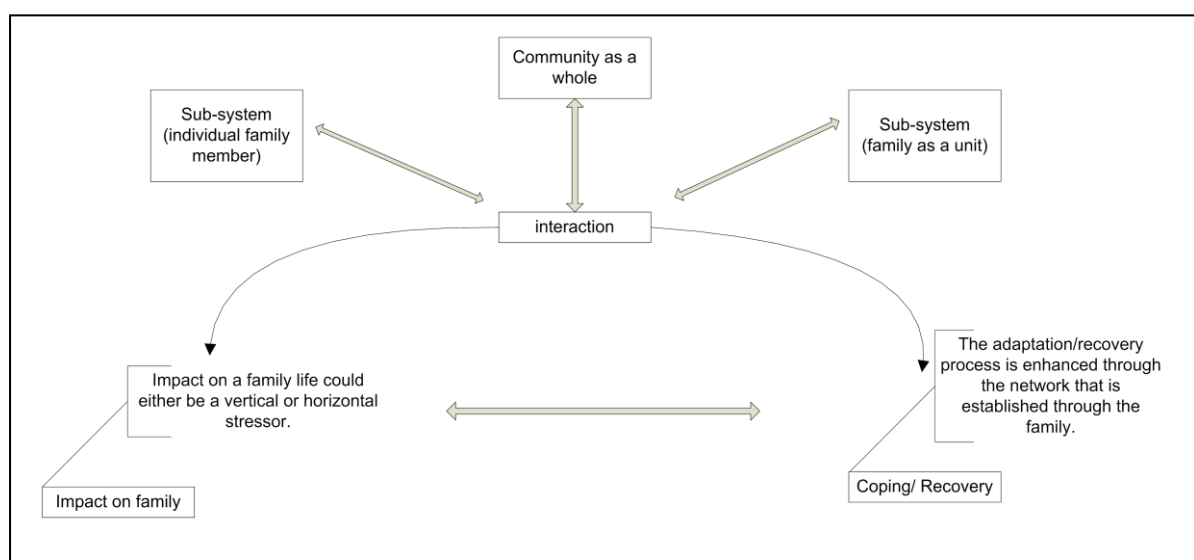 Community as a
whole
Sub-system
(individual family
member)
Sub-system
(family as a unit)
interaction
Impact on a family life could
either be a vertical or horizontal
stressor.
The adaptation/recovery
process is enhanced through
the network that is
established through the
family.
Impact on family
Coping/ Recovery